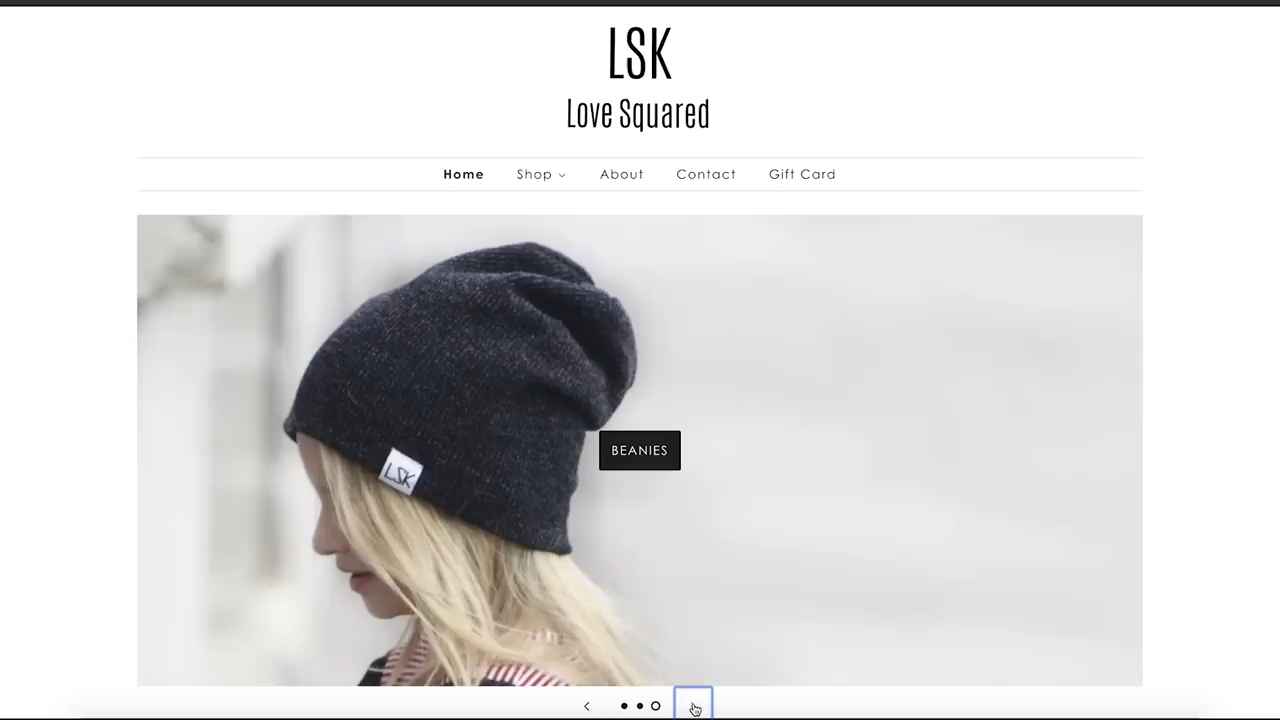 LSK
Love Squared
Home Shop About Contact Gift Card
BEANIES
LSK